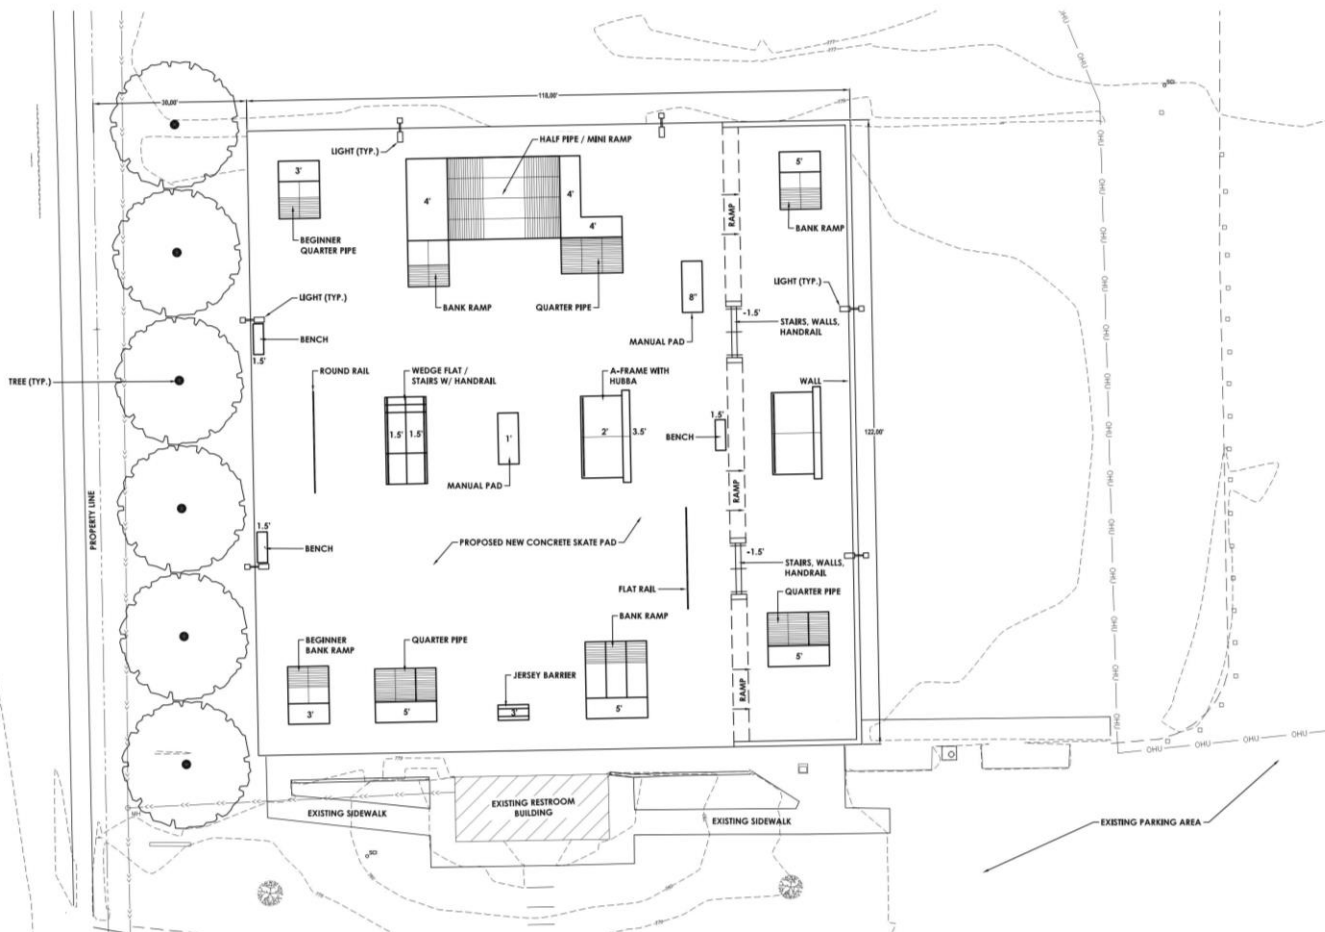 OHU
30.00'
118.00'
LIGHT (TYP.)
HALF PIPE / MINI RAMP
3'
4'
4'
4'
RAMP
5'
BEGINNER
QUARTER PIPE
BANK RAMP
OHU
LIGHT (TYP.)
BANK RAMP
QUARTER PIPE
8"
LIGHT (TYP.)
-1.5'
STAIRS, WALLS,
HANDRAIL
BENCH
MANUAL PAD
1.5'
TREE (TYP.)
ROUND RAIL
WEDGE FLAT /
STAIRS W/ HANDRAIL
A-FRAME WITH
HUBBA
WALL
1.5'
1.5'
1'
2'
3.5'
1.5'
BENCH
122.00'
MANUAL PAD
RAMP
PROPERTY LINE
1.5'
BENCH
PROPOSED NEW CONCRETE SKATE PAD
-1.5'
STAIRS, WALLS,
HANDRAIL
FLAT RAIL
QUARTER PIPE
BANK RAMP
BEGINNER
BANK RAMP
QUARTER PIPE
JERSEY BARRIER
5'
RAMP
3'
5'
3'
5'
OHU
OHU
OHU
OHU
EXISTING RESTROOM
BUILDING
EXISTING SIDEWALK
EXISTING SIDEWALK
EXISTING PARKING AREA